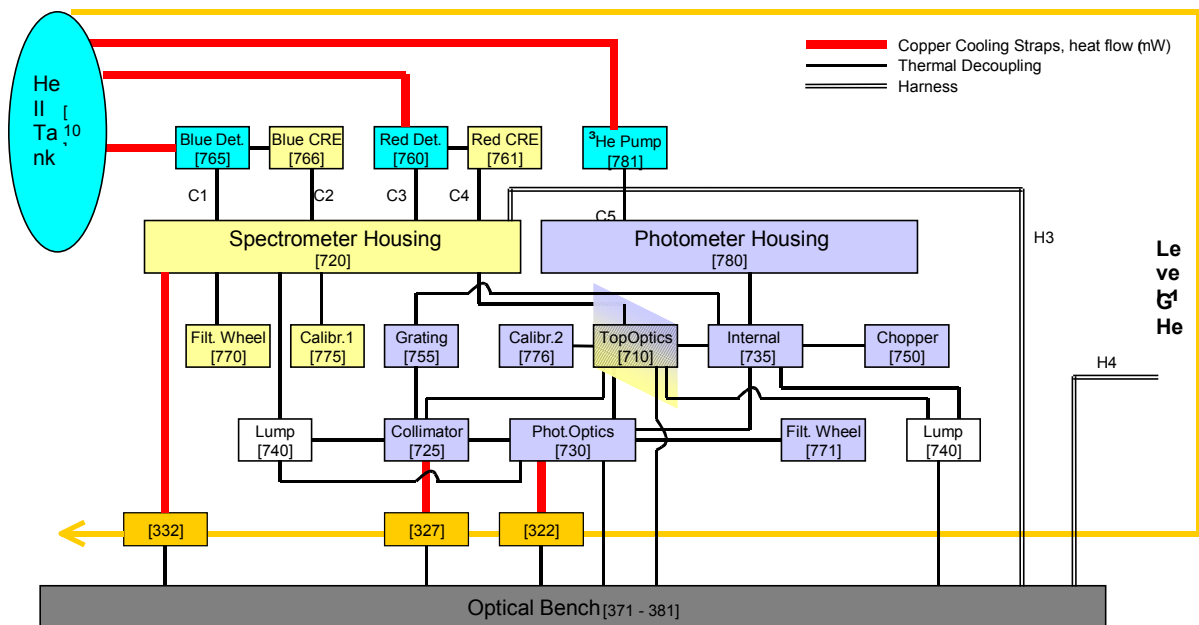 Copper Cooling Straps, heat flow (mW)
Thermal Decoupling
Harness
He
II
Ta
nk
[
10
]
Blue Det.
[765]
Blue CRE
[766]
Red Det.
[760]
Red CRE
[761]
³He Pump
[781]
C1
C2
C3
C4
C5
Spectrometer Housing
[720]
Photometer Housing
[780]
H3
Le
ve
l 1
G
He
Filt. Wheel
[770]
Calibr.1
[775]
Grating
[755]
Calibr.2
[776]
TopOptics
[710]
Internal
[735]
Chopper
[750]
H4
Lump
[740]
Collimator
[725]
Phot.Optics
[730]
Filt. Wheel
[771]
Lump
[740]
[332]
[327]
[322]
Optical Bench [371 - 381]